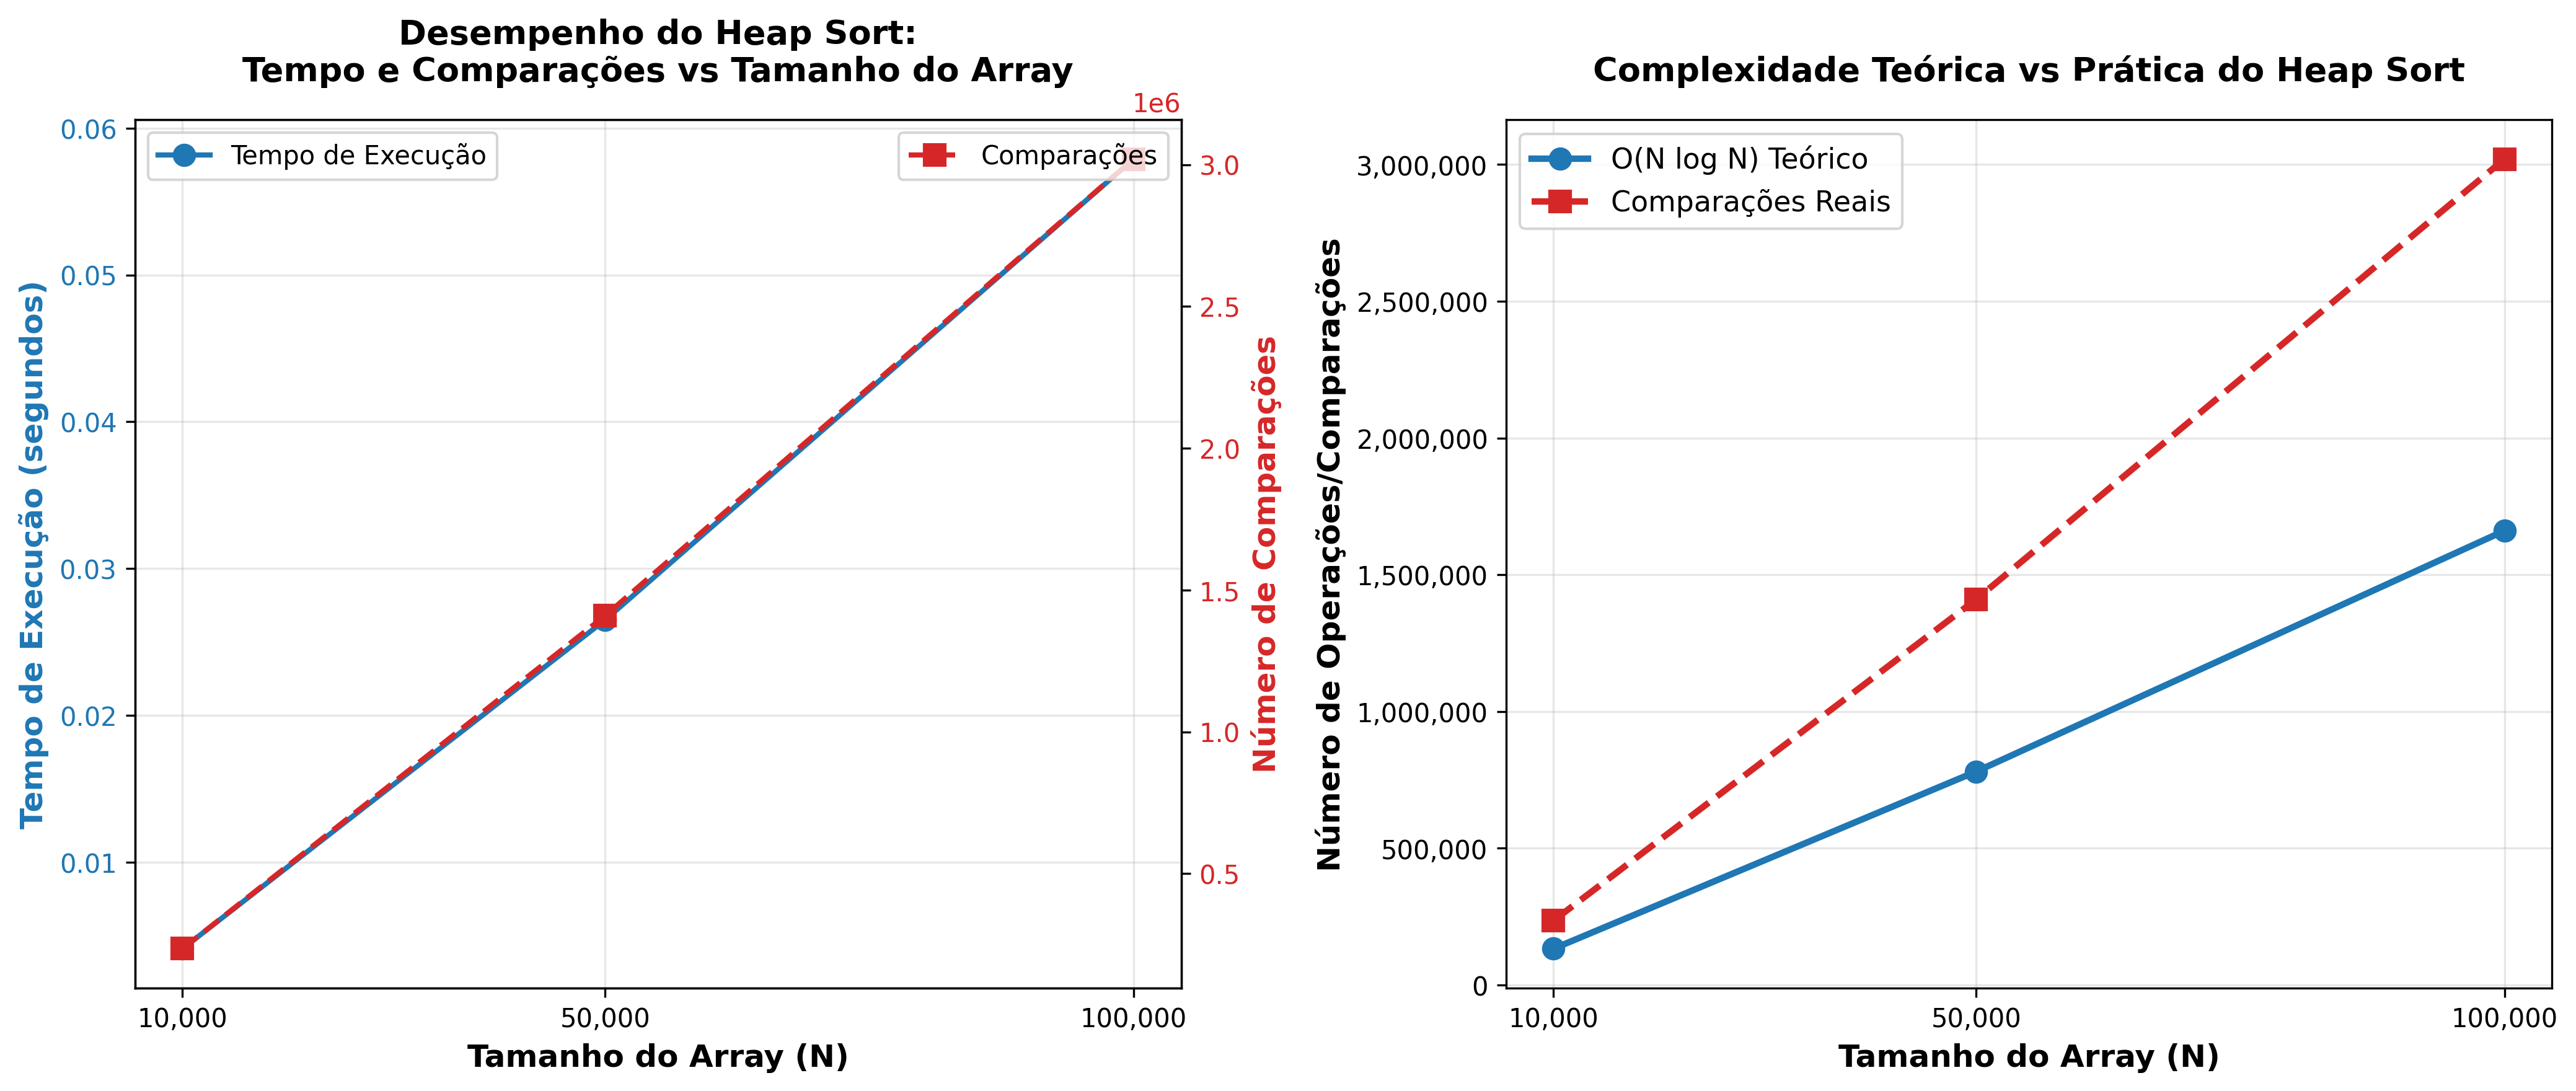 Desempenho do Heap Sort:
Tempo e Comparações vs Tamanho do Array
1e6
Tempo de Execução
Comparações
0.06
0.05
0.04
0.03
0.02
0.01
Tempo de Execução (segundos)
3.0
2.5
2.0
1.5
1.0
0.5
Número de Comparações
10,000
50,000
100,000
Tamanho do Array (N)
Complexidade Teórica vs Prática do Heap Sort
O(N log N) Teórico
Comparações Reais
3,000,000
2,500,000
2,000,000
1,500,000
1,000,000
500,000
0
Número de Operações/Comparações
10,000
50,000
100,000
Tamanho do Array (N)